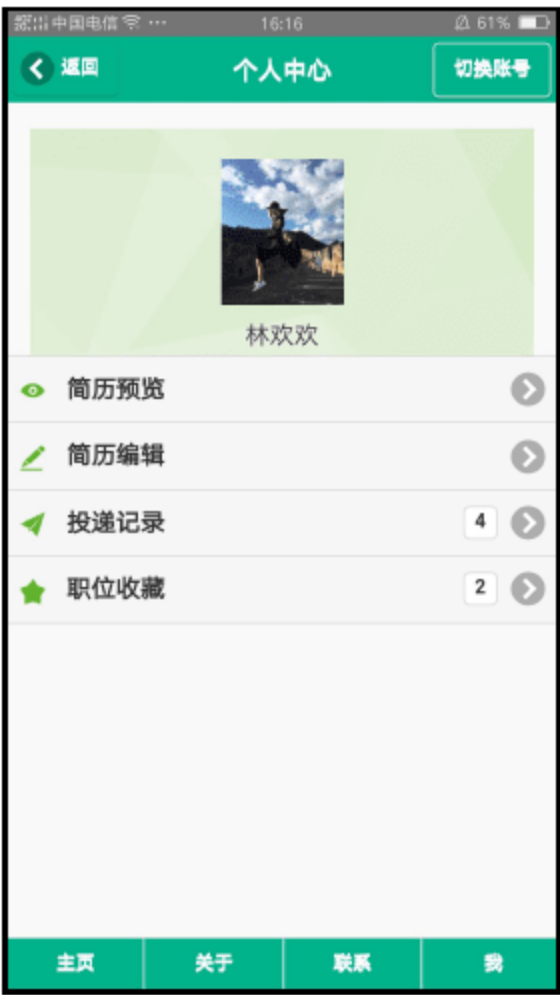 中国电信 ··· 16:16 61%
返回 个人中心 切换账号
林欢欢
简历预览
简历编辑
投递记录 4
职位收藏 2
主页 关于 联系 我